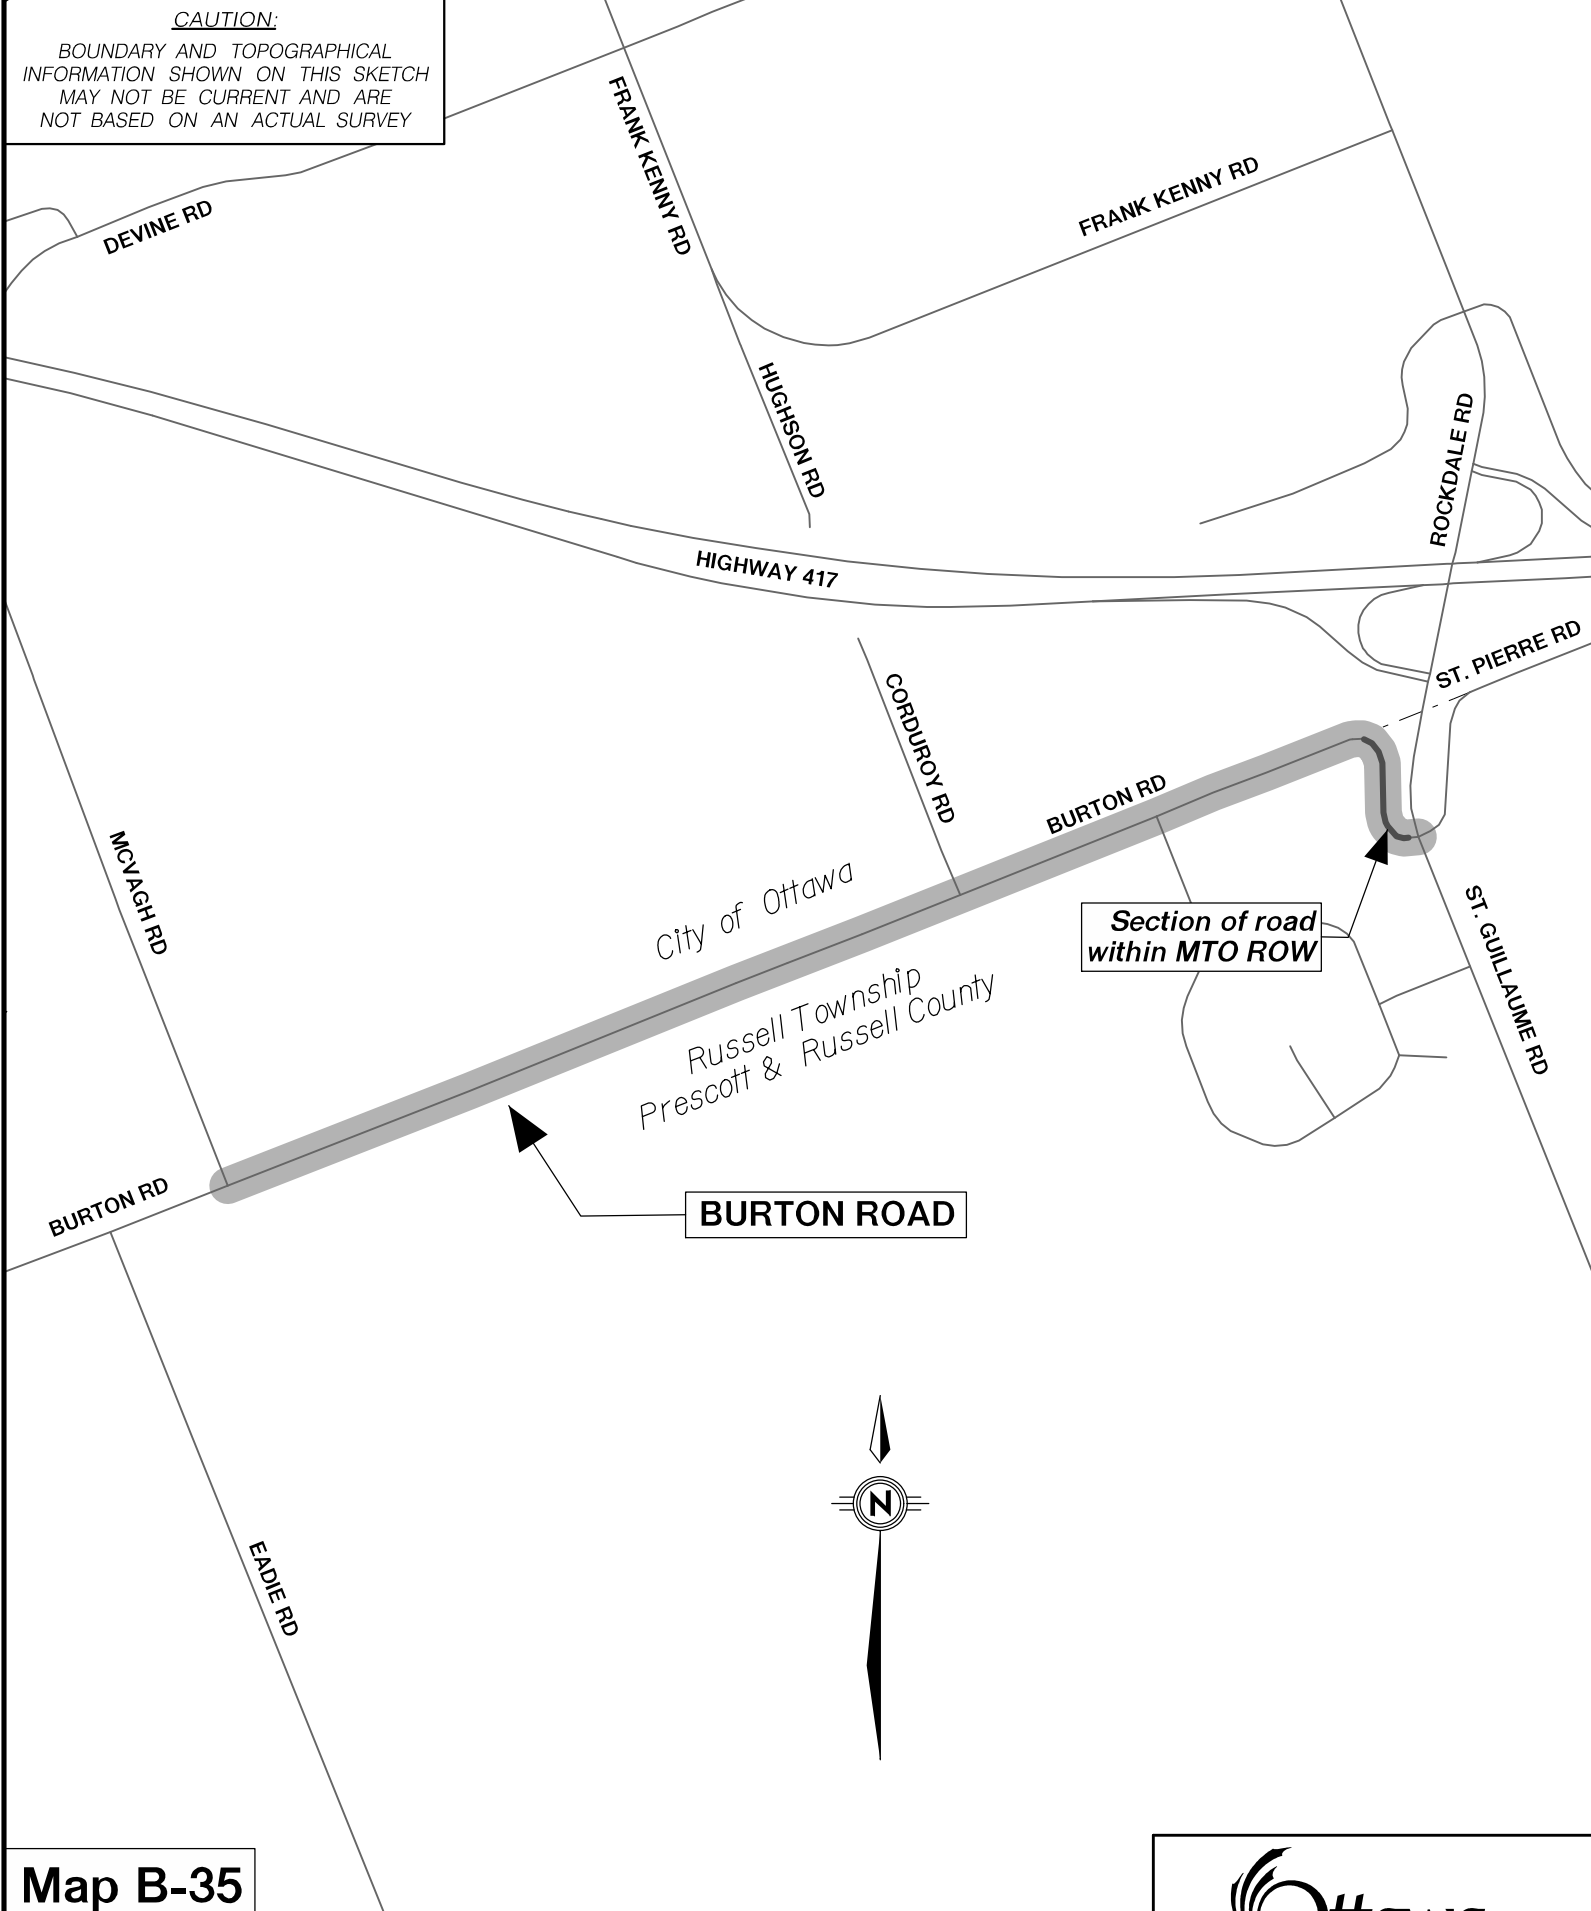 CAUTION:
BOUNDARY AND TOPOGRAPHICAL
INFORMATION SHOWN ON THIS SKETCH
MAY NOT BE CURRENT AND ARE
NOT BASED ON AN ACTUAL SURVEY
FRANK KENNY RD
FRANK KENNY RD
DEVINE RD
HUGHSON RD
ROCKDALE RD
HIGHWAY 417
ST. PIERRE RD
CORDUROY RD
BURTON RD
MCVAGH RD
City of Ottawa
Section of road
within MTO ROW
ST. GUILLAUME RD
Russell Township
Prescott & Russell County
BURTON RD
BURTON ROAD
N
EADIE RD
Map B-35
Ottawa